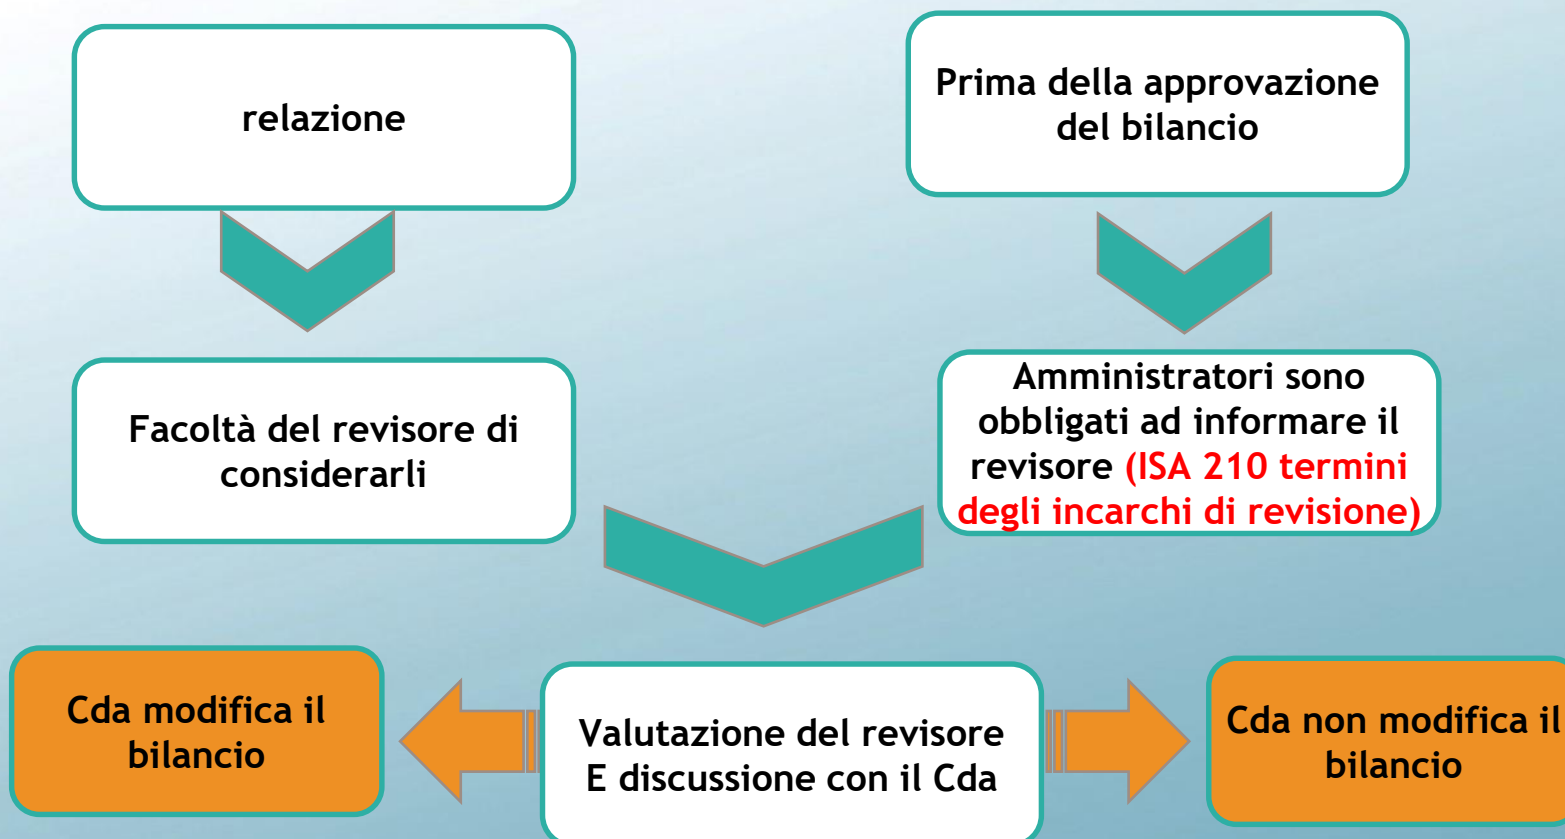 relazione
Prima della approvazione
del bilancio
Facoltà del revisore di
considerarli
Amministratori sono
obbligati ad informare il
revisore (ISA 210 termini
degli incarchi di revisione)
Cda modifica il
bilancio
Valutazione del revisore
E discussione con il Cda
Cda non modifica il
bilancio